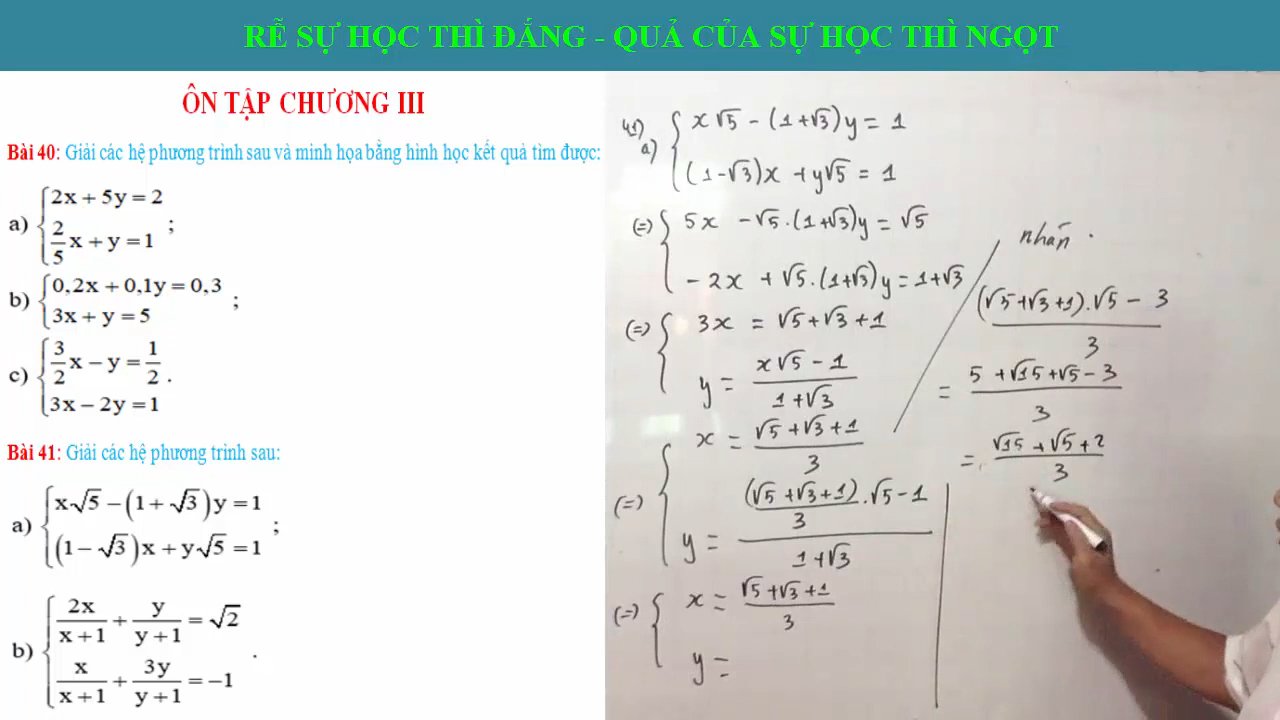 RỄ SỰ HỌC THÌ ĐẮNG - QUẢ CỦA SỰ HỌC THÌ NGỌT
ÔN TẬP CHƯƠNG III
Bài 40: Giải các hệ phương trình sau và minh họa bằng hình học kết quả tìm được:
a) { 2x + 5y = 2
2/5 x + y = 1 ;
b) { 0,2x + 0,1y = 0,3
3x + y = 5 ;
c) { 3/2 x − y = 1/2
3x − 2y = 1 .
Bài 41: Giải các hệ phương trình sau:
a) { x√5 − (1 + √3)y = 1
(1 − √3)x + y√5 = 1 ;
b) { 2x/(x+1) + y/(y+1) = √2
x/(x+1) + 3y/(y+1) = −1 .
41) a) { x√5 − (1+√3)y = 1
(1-√3)x + y√5 = 1
(=) { 5x − √5.(1+√3)y = √5
− 2x + √5.(1+√3)y = 1+√3
(=) { 3x = √5+√3+1
y = (x√5 − 1)/(1+√3)
(=) { x = (√5+√3+1)/3
y = ((√5+√3+1)/3 .√5 − 1)/(1+√3)
(=) { x = (√5+√3+1)/3
y =
nhấn .
((√5+√3+1).√5 − 3)/3
= (5 + √15+√5 − 3)/3
= (√15 + √5 + 2)/3